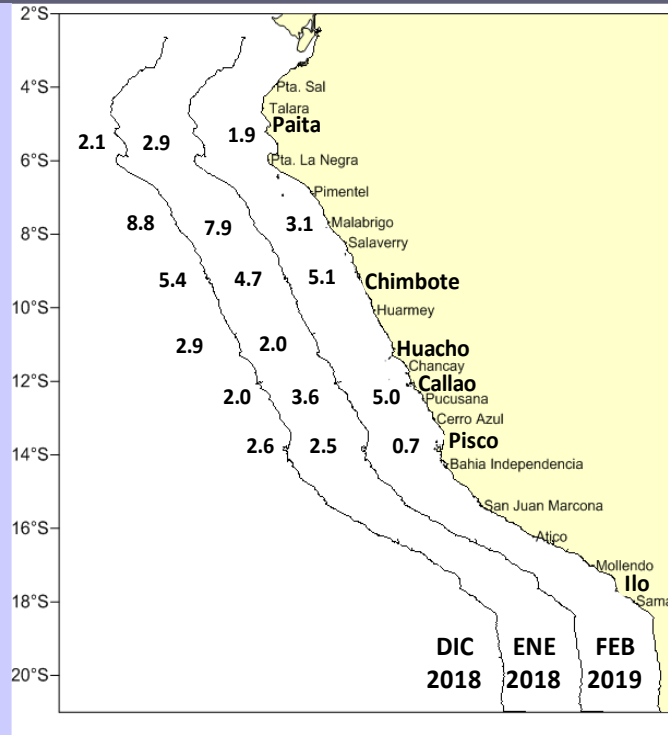 2°S
4°S
Pta. Sal
Talara
Paita
2.1 2.9 1.9
6°S
Pta. La Negra
Pimentel
8.8 7.9 3.1 Malabrigo
8°S
Salaverry
5.4 4.7 5.1 Chimbote
10°S
Huarmey
2.9 2.0 Huacho
Chancay
12°S
Callao
2.0 3.6 5.0 Pucusana
Cerro Azul
2.6 2.5 0.7 Pisco
14°S
Bahia Independencia
San Juan Marcona
16°S
Atico
Mollendo
Ilo
18°S
Sama
DIC ENE FEB
2018 2018 2019
20°S